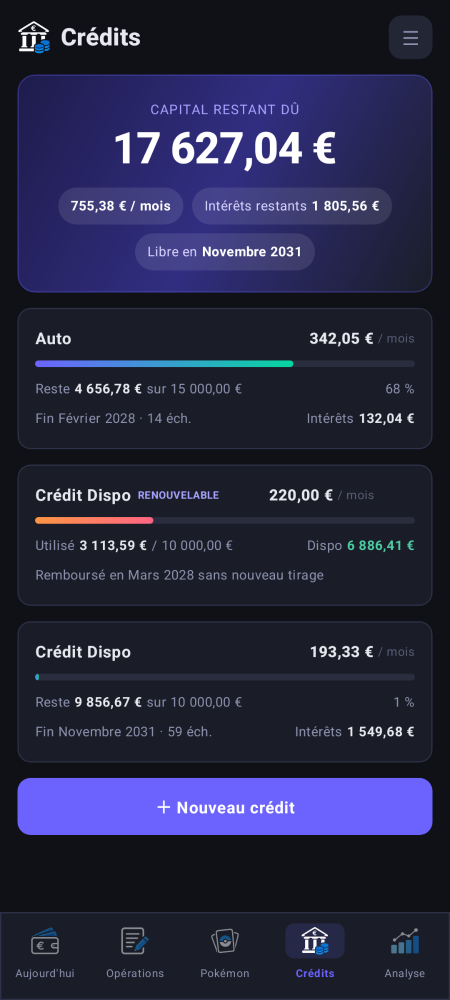 Crédits
CAPITAL RESTANT DÛ
17 627,04 €
755,38 € / mois
Intérêts restants 1 805,56 €
Libre en Novembre 2031
Auto 342,05 € / mois
Reste 4 656,78 € sur 15 000,00 € 68 %
Fin Février 2028 · 14 éch. Intérêts 132,04 €
Crédit Dispo RENOUVELABLE 220,00 € / mois
Utilisé 3 113,59 € / 10 000,00 € Dispo 6 886,41 €
Remboursé en Mars 2028 sans nouveau tirage
Crédit Dispo 193,33 € / mois
Reste 9 856,67 € sur 10 000,00 € 1 %
Fin Novembre 2031 · 59 éch. Intérêts 1 549,68 €
+ Nouveau crédit
Aujourd'hui Opérations Pokémon Crédits Analyse